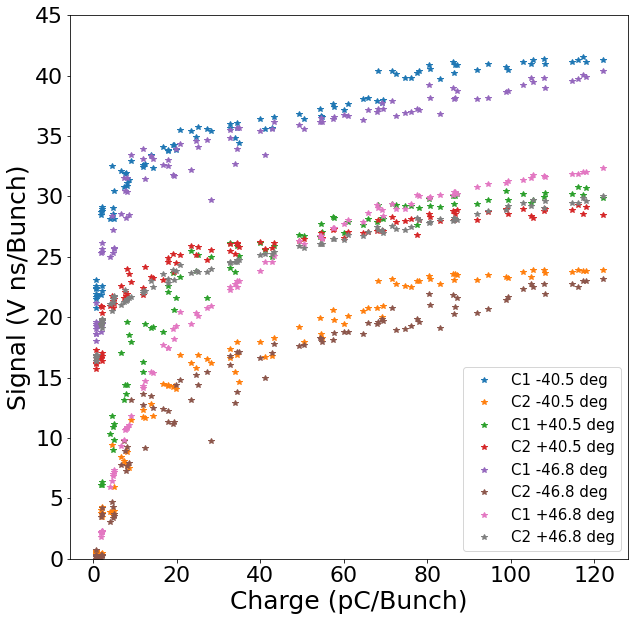 45
40
35
30
25
20
15
10
5
0
Signal (V ns/Bunch)
C1 -40.5 deg
C2 -40.5 deg
C1 +40.5 deg
C2 +40.5 deg
C1 -46.8 deg
C2 -46.8 deg
C1 +46.8 deg
C2 +46.8 deg
0 20 40 60 80 100 120
Charge (pC/Bunch)